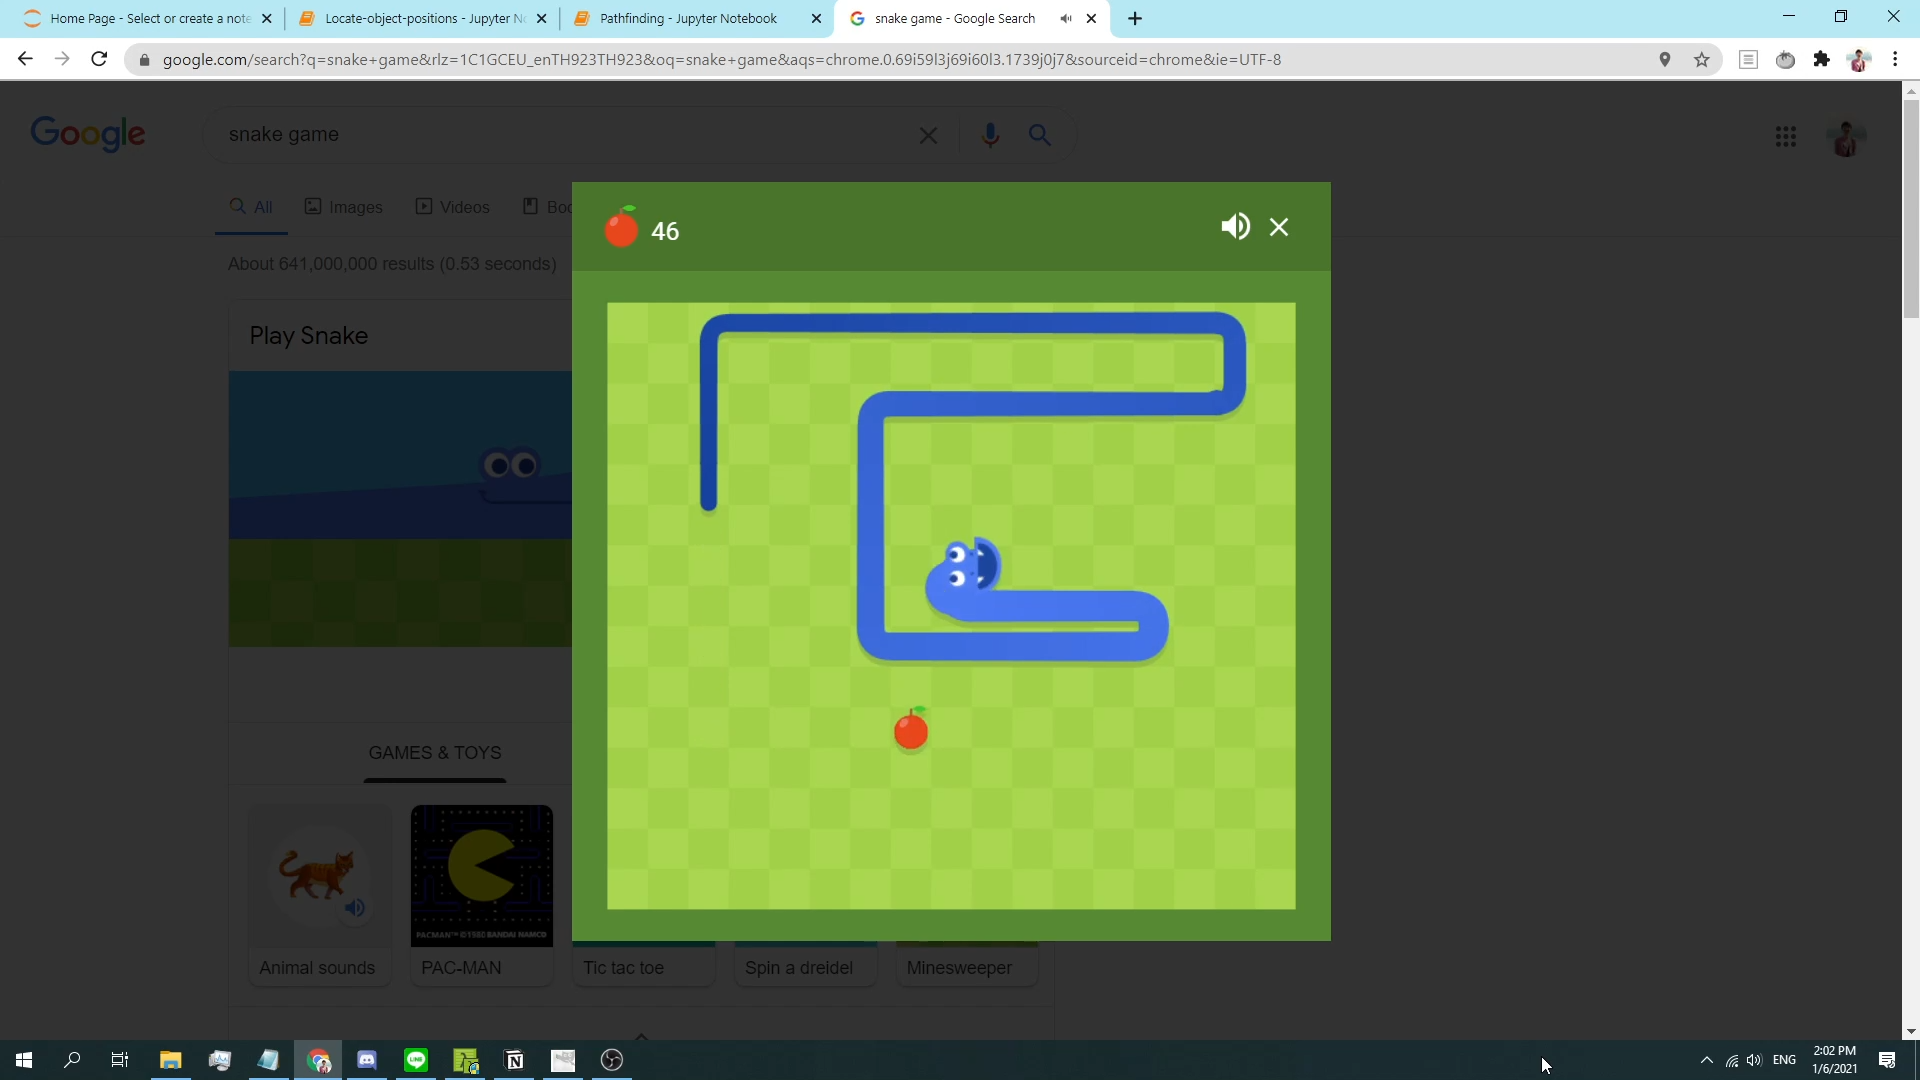 Home Page - Select or create a note
Locate-object-positions - Jupyter N
Pathfinding - Jupyter Notebook
snake game - Google Search
google.com/search?q=snake+game&rlz=1C1GCEU_enTH923TH923&oq=snake+game&aqs=chrome.0.69i59l3j69i60l3.1739j0j7&sourceid=chrome&ie=UTF-8
Google
snake game
All
Images
Videos
Boo
About 641,000,000 results (0.53 seconds)
46
Play Snake
GAMES & TOYS
PACMAN™ © 1980 BANDAI NAMCO
Animal sounds
PAC-MAN
Tic tac toe
Spin a dreidel
Minesweeper
ENG
2:02 PM
1/6/2021